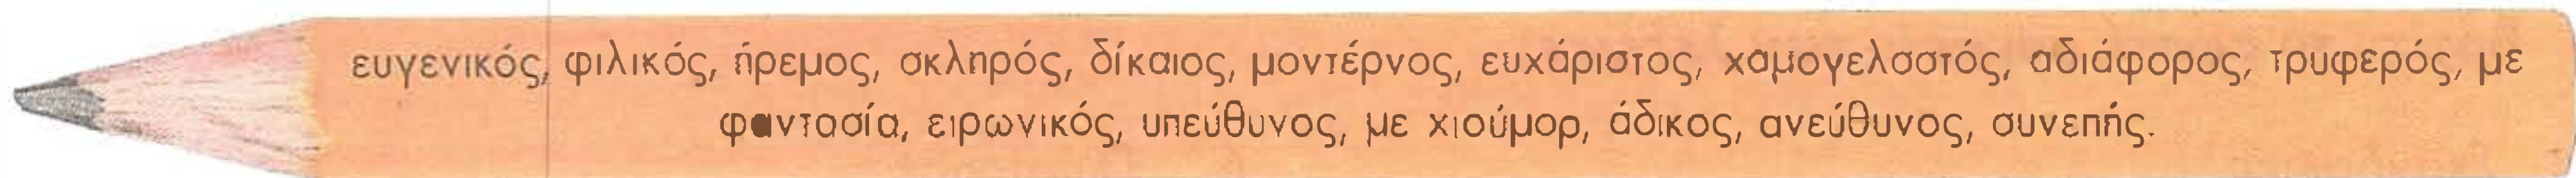 ευγενικός, φιλικός, ήρεμος, σκληρός, δίκαιος, μοντέρνος, ευχάριστος, χαμογελαστός, αδιάφορος, τρυφερός, με
φαντασία, ειρωνικός, υπεύθυνος, με χιούμορ, άδικος, ανεύθυνος, συνεπής.